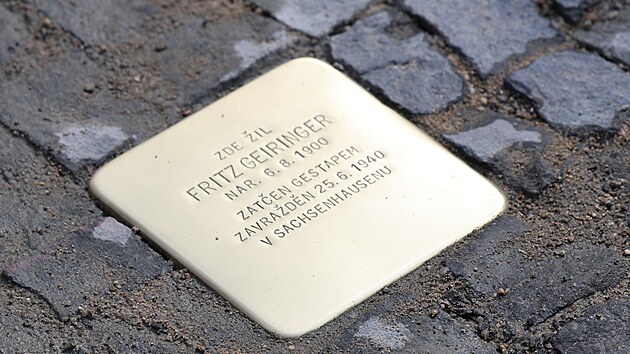 ZDE ŽIL
FRITZ GEIRINGER
NAR. 6. 8. 1900
ZATČEN GESTAPEM
ZAVRAŽDĚN 25. 6. 1940
V SACHSENHAUSENU